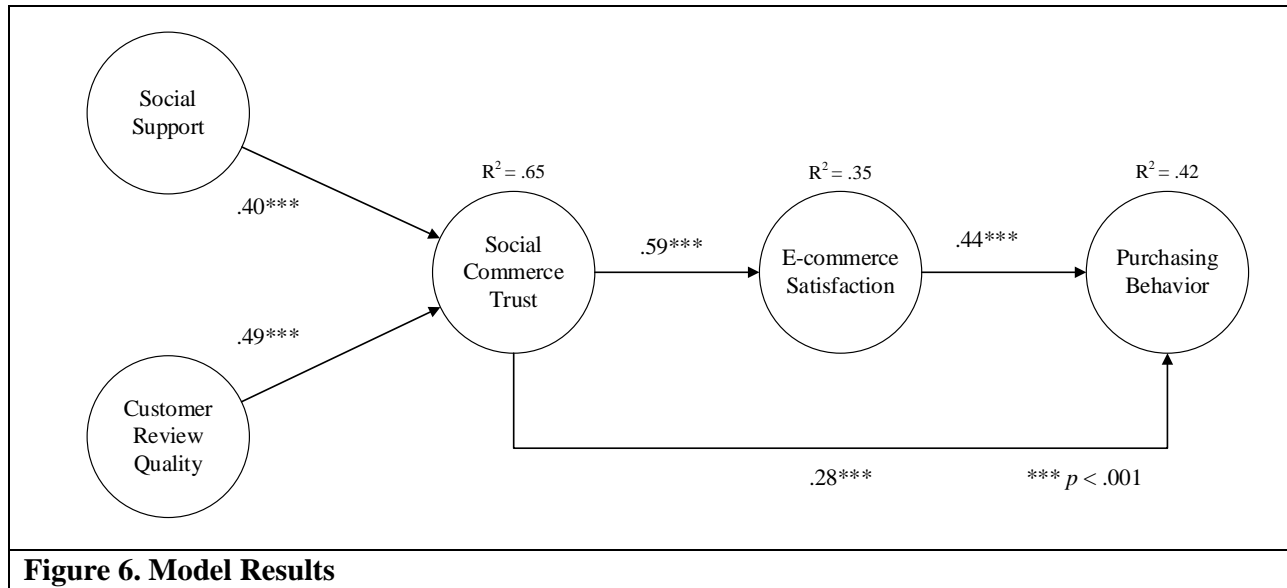 Social
Support
R² = .65
R² = .35
R² = .42
.40***
Social
Commerce
Trust
.59***
E-commerce
Satisfaction
.44***
Purchasing
Behavior
.49***
Customer
Review
Quality
.28***
*** p < .001
Figure 6. Model Results